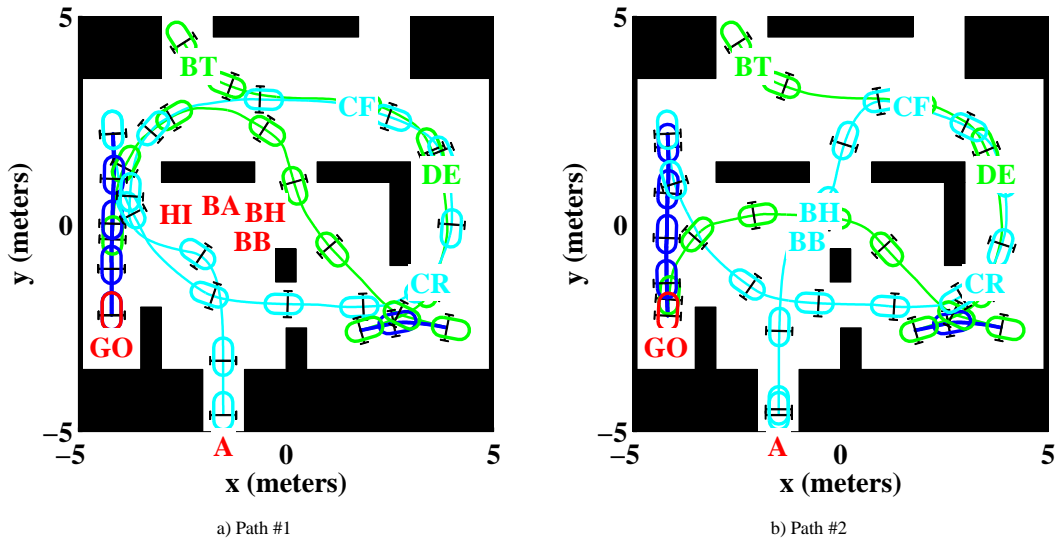 5
BT
CF
DE
HI
BA
BH
BB
0
y (meters)
CR
GO
A
−5
−5
0
5
x (meters)
a) Path #1
5
BT
CF
DE
BH
BB
0
y (meters)
CR
GO
A
−5
−5
0
5
x (meters)
b) Path #2